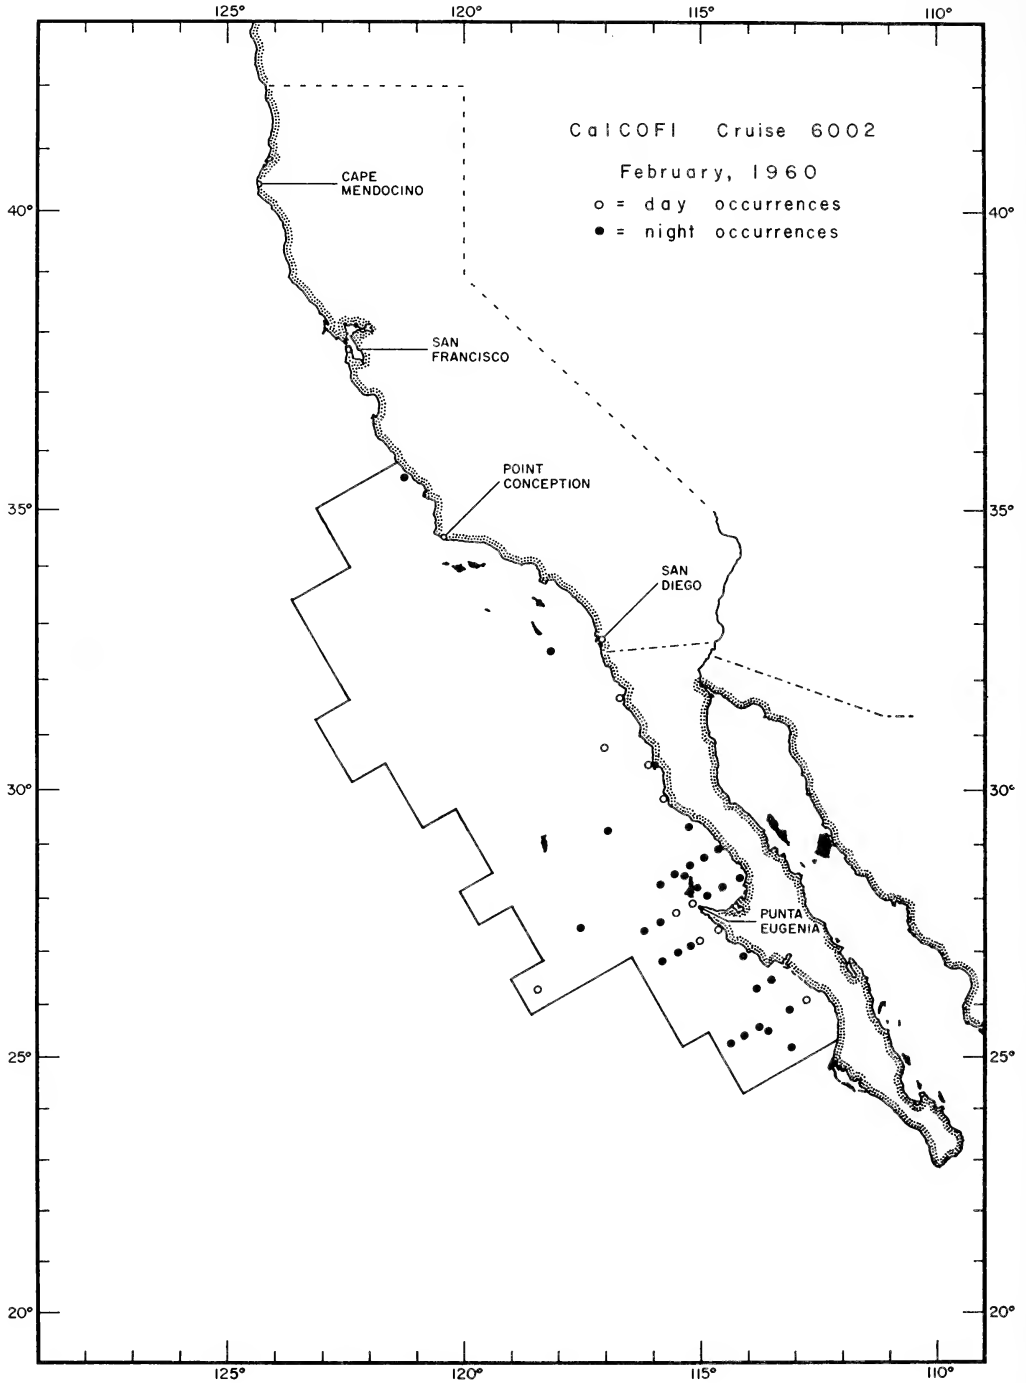 125° 120° 115° 110°
CalCOFI Cruise 6002
February, 1960
o = day occurrences
● = night occurrences
CAPE
MENDOCINO
40° 40°
SAN
FRANCISCO
POINT
CONCEPTION
35° 35°
SAN
DIEGO
30° 30°
PUNTA
EUGENIA
25° 25°
20° 20°
125° 120° 115° 110°